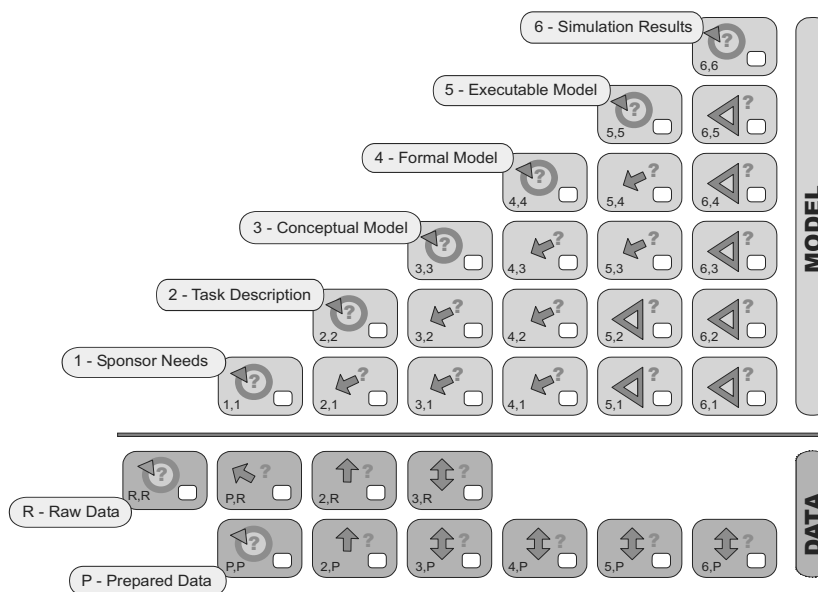 6 - Simulation Results
?
6,6
5 - Executable Model
? ?
5,5 6,5
4 - Formal Model
? ? ?
4,4 5,4 6,4
3 - Conceptual Model
? ? ? ?
3,3 4,3 5,3 6,3
2 - Task Description
? ? ? ? ?
2,2 3,2 4,2 5,2 6,2
1 - Sponsor Needs
? ? ? ? ? ?
1,1 2,1 3,1 4,1 5,1 6,1
MODEL
? ? ? ?
R,R P,R 2,R 3,R
R - Raw Data
? ? ? ? ? ?
P,P 2,P 3,P 4,P 5,P 6,P
P - Prepared Data
DATA